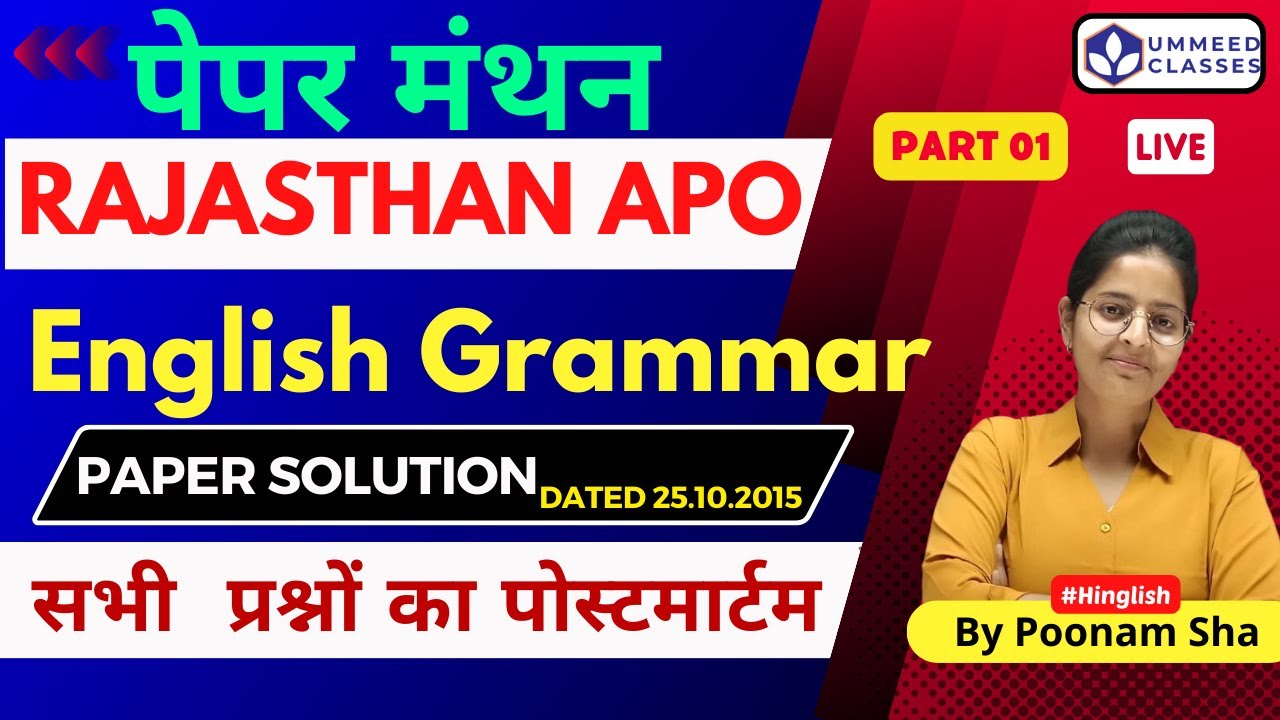 पेपर मंथन
UMMEED
CLASSES
PART 01
LIVE
RAJASTHAN APO
English Grammar
PAPER SOLUTION
DATED 25.10.2015
सभी प्रश्नों का पोस्टमार्टम
#Hinglish
By Poonam Sha